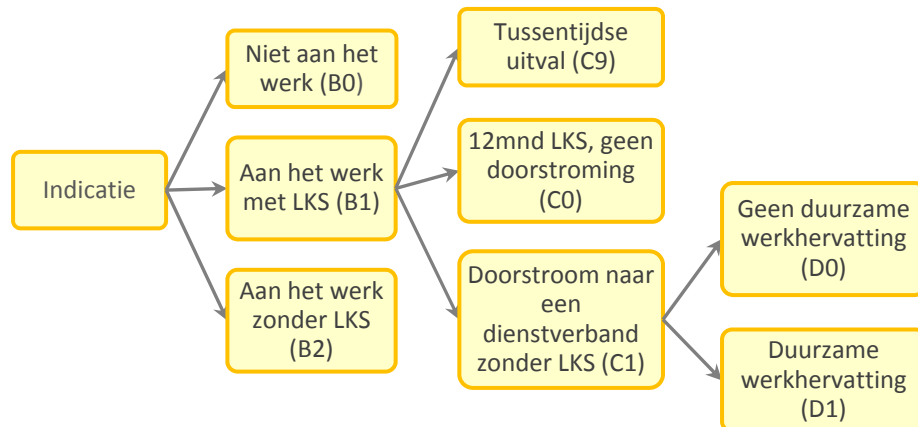 Indicatie
Niet aan het
werk (B0)
Aan het werk
met LKS (B1)
Aan het werk
zonder LKS
(B2)
Tussentijdse
uitval (C9)
12mnd LKS, geen
doorstroming
(C0)
Doorstroom naar
een
dienstverband
zonder LKS (C1)
Geen duurzame
werkhervatting
(D0)
Duurzame
werkhervatting
(D1)